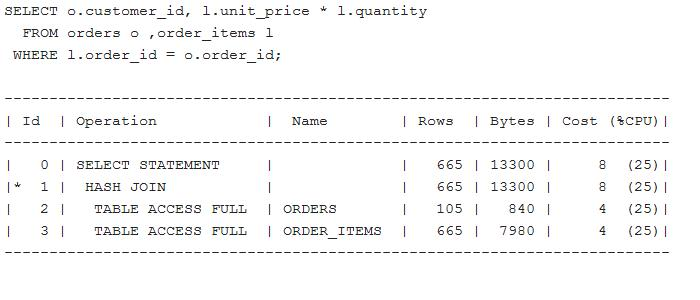 SELECT o.customer_id, l.unit_price * l.quantity
  FROM orders o ,order_items l
 WHERE l.order_id = o.order_id;

--------------------------------------------------------------------------
| Id  | Operation            |  Name        | Rows  | Bytes | Cost (%CPU)|
--------------------------------------------------------------------------
|   0 | SELECT STATEMENT     |              |   665 | 13300 |     8  (25)|
|*  1 |  HASH JOIN           |              |   665 | 13300 |     8  (25)|
|   2 |   TABLE ACCESS FULL  | ORDERS       |   105 |   840 |     4  (25)|
|   3 |   TABLE ACCESS FULL  | ORDER_ITEMS  |   665 |  7980 |     4  (25)|
--------------------------------------------------------------------------